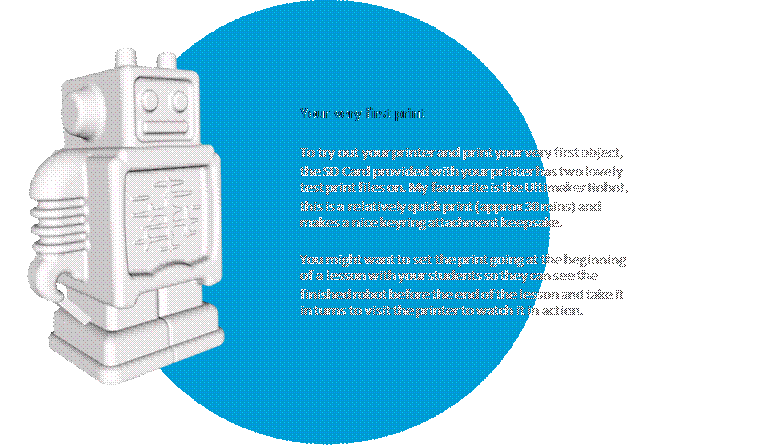 Your very first print
To try out your printer and print your very first object,
the SD Card provided with your printer has two lovely
test print files on. My favourite is the Ultimaker Robot,
this is a relatively quick print (approx 30 mins) and
makes a nice keyring attachment keepsake.
You might want to set the print going at the beginning
of a lesson with your students so they can see the
finished robot before the end of the lesson and take it
in turns to visit the printer to watch it in action.